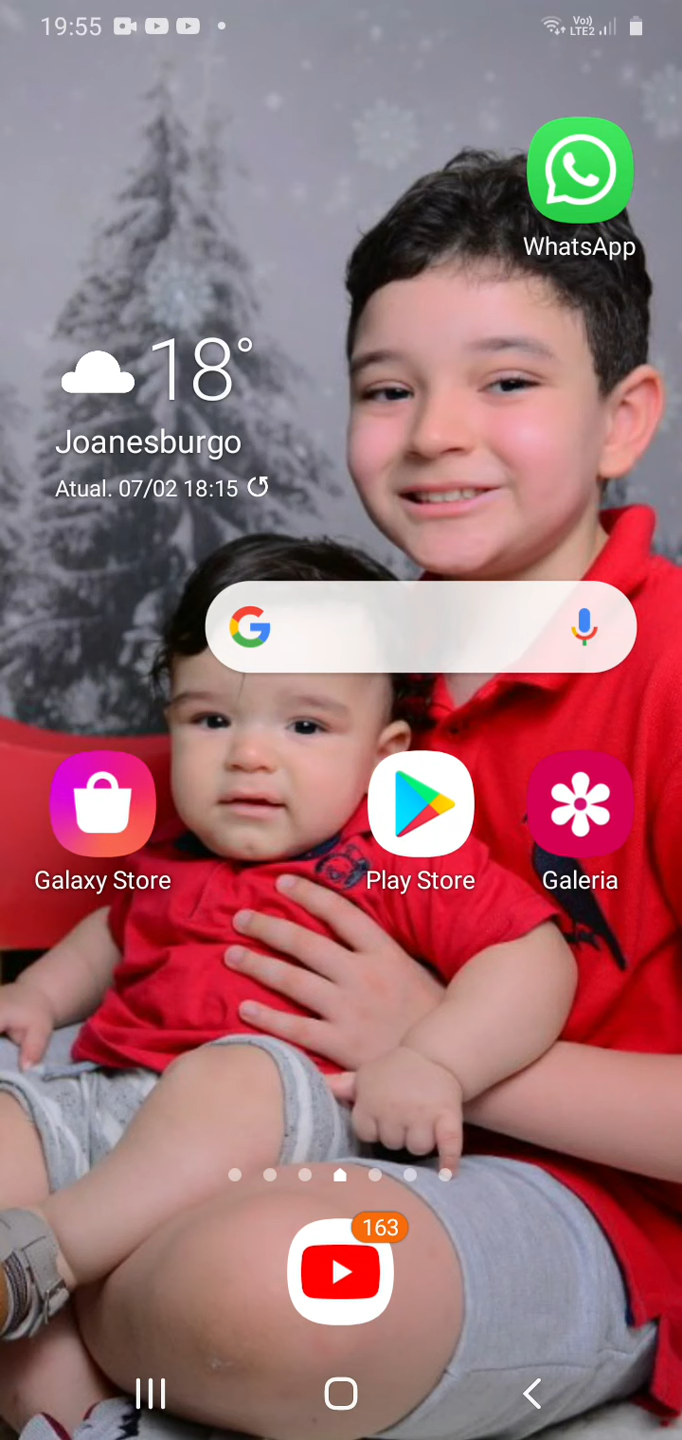 19:55
Vo))
LTE2
WhatsApp
18°
Joanesburgo
Atual. 07/02 18:15
Galaxy Store
Play Store
Galeria
163